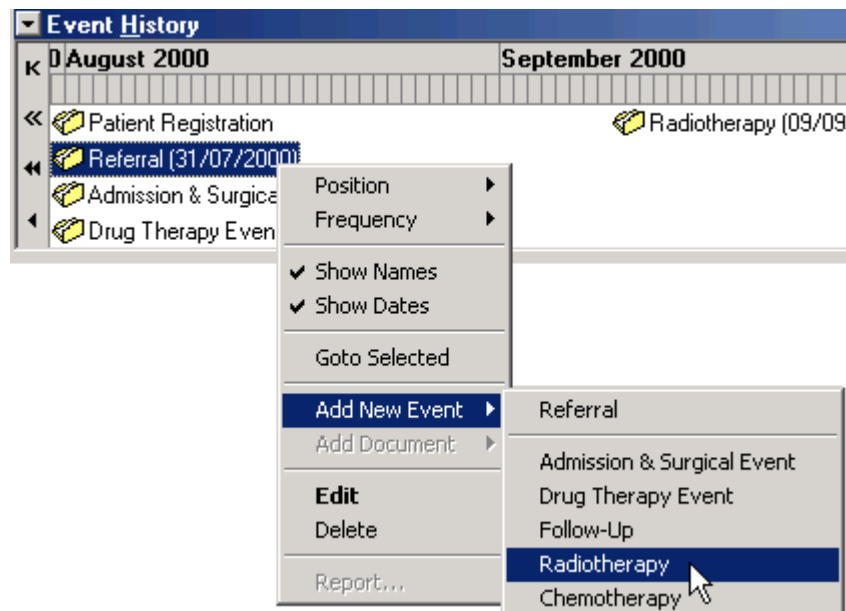 Event History
0 August 2000 September 2000
Patient Registration Radiotherapy (09/09
Referral (31/07/2000)
Admission & Surgica
Drug Therapy Even
Position
Frequency
Show Names
Show Dates
Goto Selected
Add New Event
Add Document
Edit
Delete
Report...
Referral
Admission & Surgical Event
Drug Therapy Event
Follow-Up
Radiotherapy
Chemotherapy